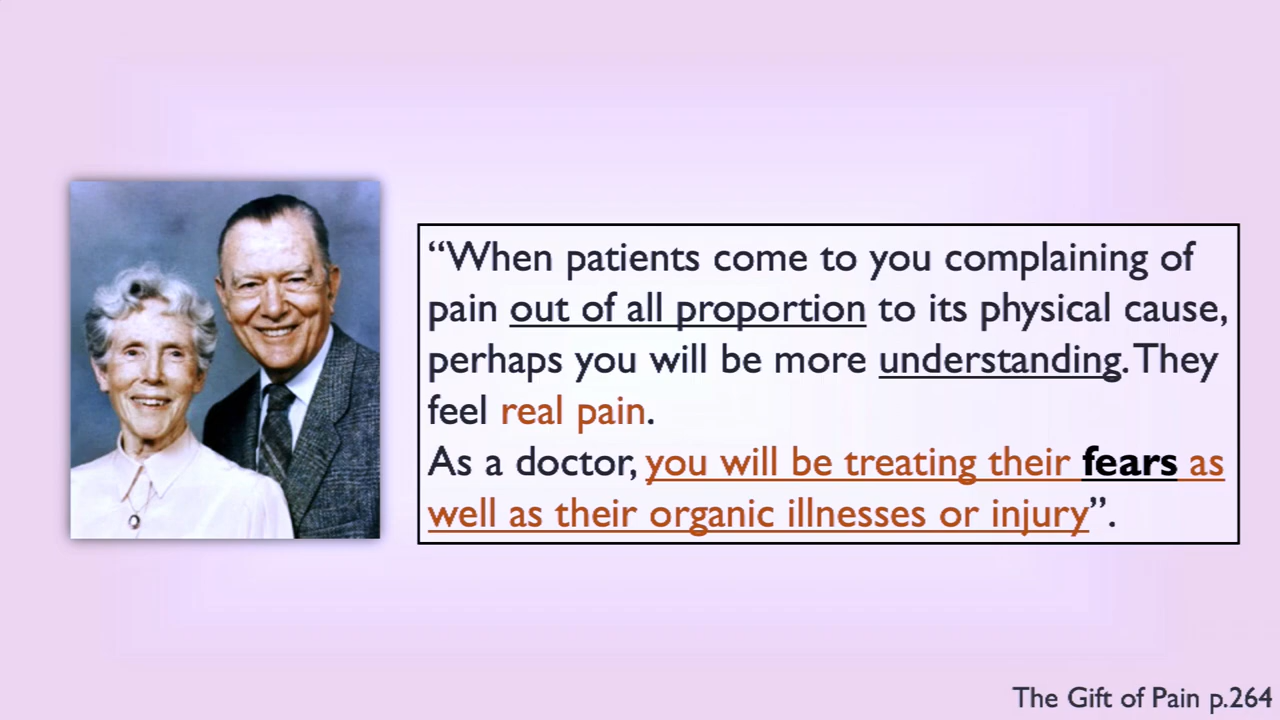 “When patients come to you complaining of
pain out of all proportion to its physical cause,
perhaps you will be more understanding. They
feel real pain.
As a doctor, you will be treating their fears as
well as their organic illnesses or injury”.
The Gift of Pain p.264